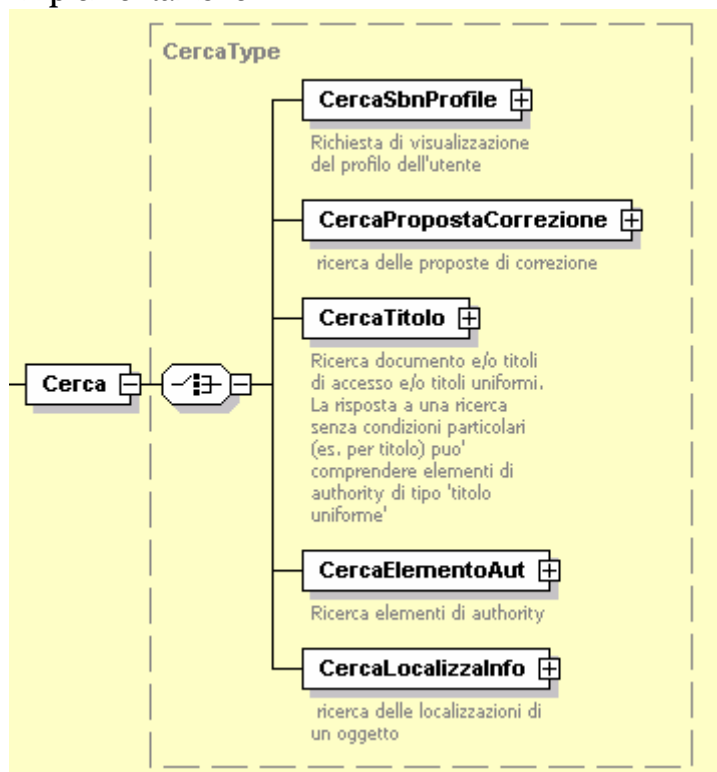 CercaType
CercaSbnProfile
Richiesta di visualizzazione
del profilo dell'utente
CercaPropostaCorrezione
ricerca delle proposte di correzione
CercaTitolo
Ricerca documento e/o titoli
di accesso e/o titoli uniformi.
La risposta a una ricerca
senza condizioni particolari
(es. per titolo) puo'
comprendere elementi di
authority di tipo 'titolo
uniforme'
Cerca
CercaElementoAut
Ricerca elementi di authority
CercaLocalizzaInfo
ricerca delle localizzazioni di
un oggetto